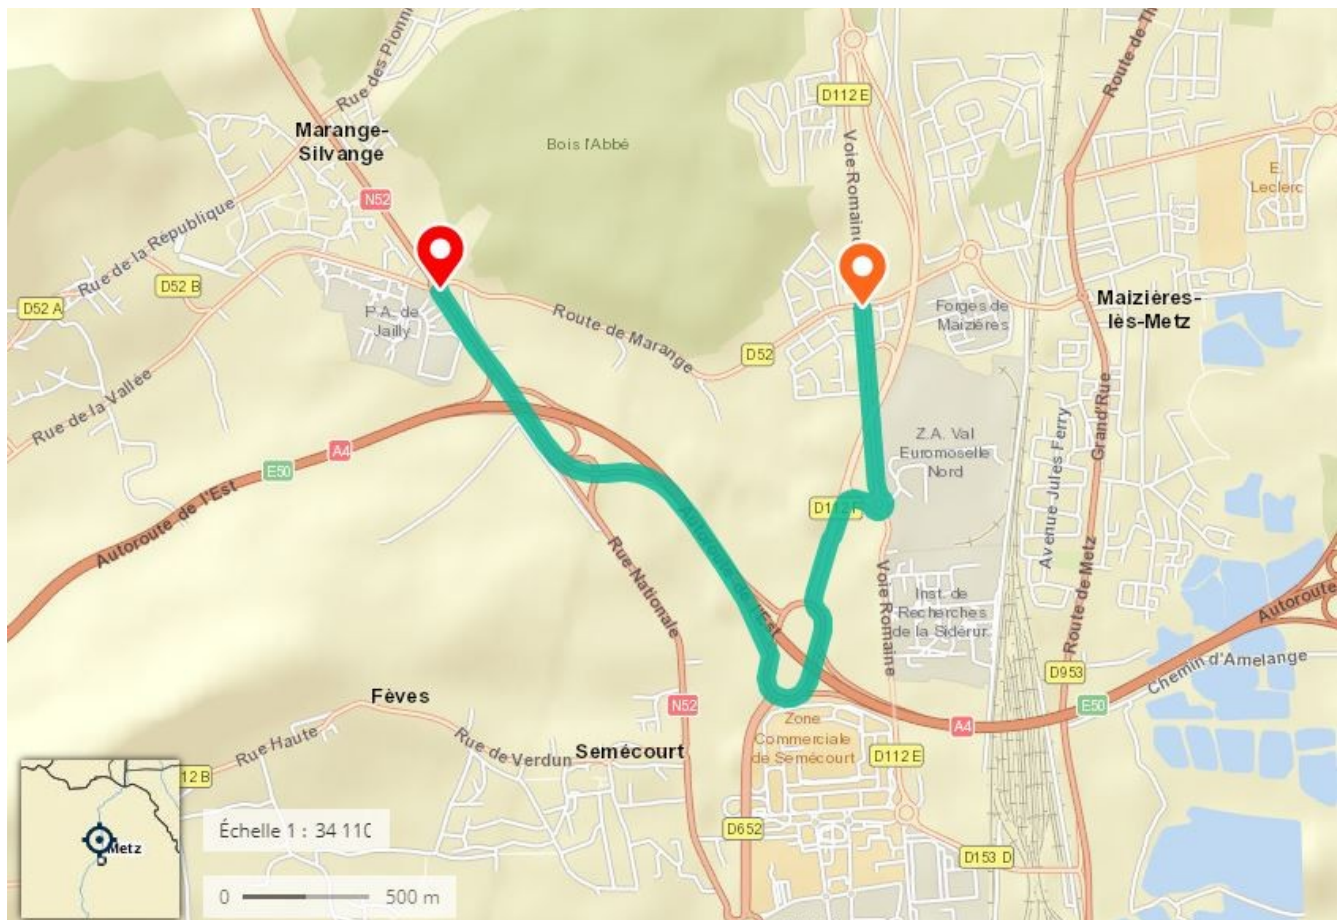 Route de Th
Rue des Pionni
D112 E
Marange-
Silvange
Bois l'Abbé
Voie Romaine
E.
Leclerc
N52
Rue de la République
D52 B
D52 A
P.A. de
Jailly
Route de Marange
Forges de
Maizières
Maizières-
lès-Metz
D52
Rue de la Vallée
Grand'Rue
Z.A. Val
Euromoselle
Nord
A4
E50
Avenue Jules Ferry
Autoroute de l'Est
D112 F
Autoroute de l'Est
Rue Nationale
Route de Metz
Voie Romaine
Inst. de
Recherches
de la Sidérur.
Autoroute
Chemin d'Amelange
D953
Fèves
N52
E50
Zone
Commerciale
de Semécourt
A4
Rue Haute
Rue de Verdun
Semécourt
D112 E
12 B
Échelle 1 : 34 110
D652
Metz
D153 D
0 500 m